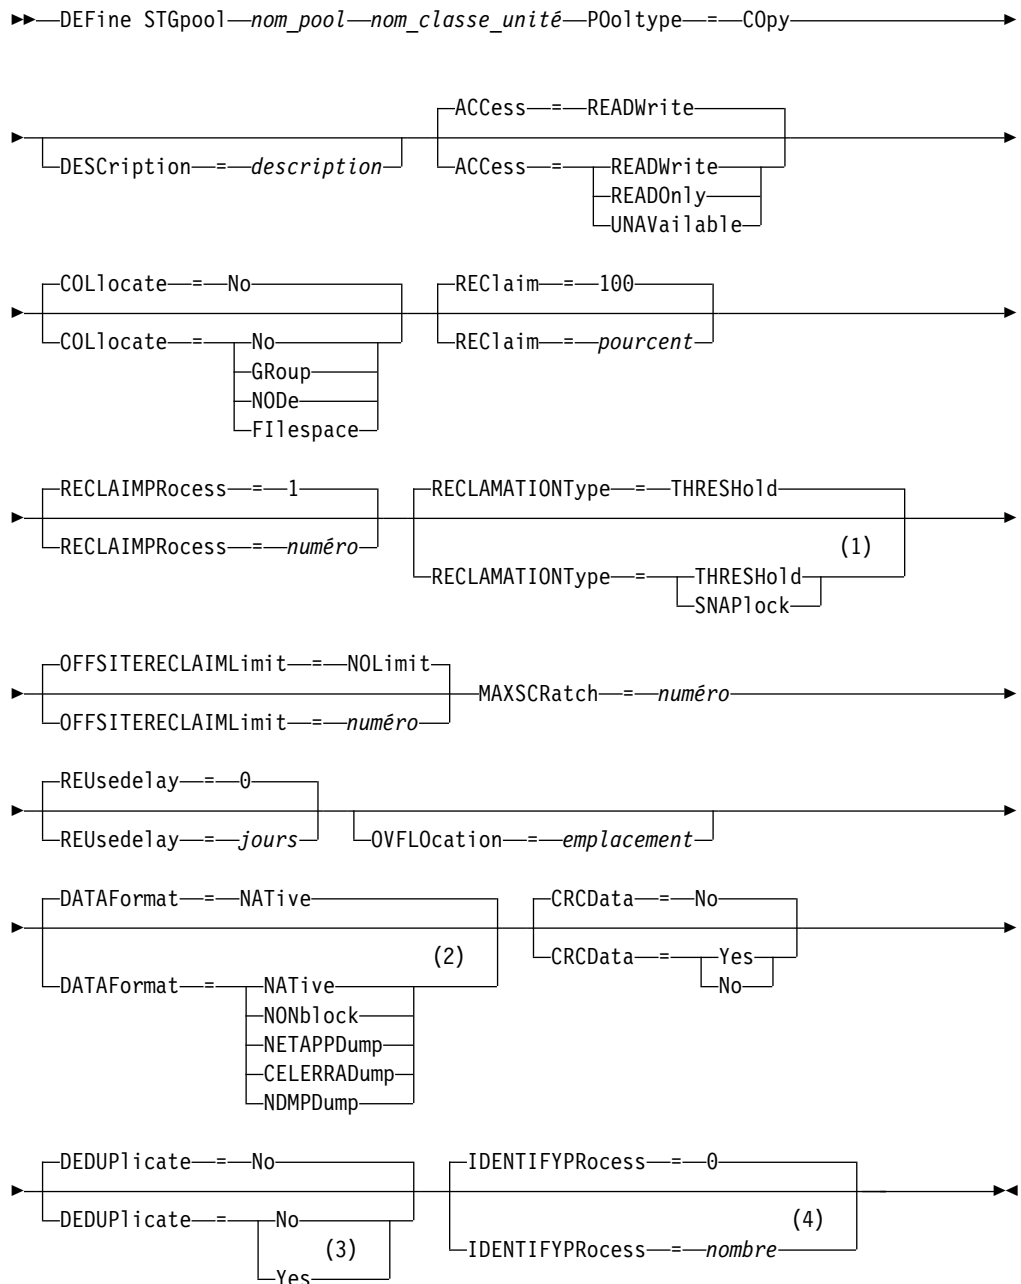 DEFine STGpool nom_pool nom_classe_unité POoltype = COpy
ACCess = READWrite
DESCription = description ACCess = READWrite
READOnly
UNAVailable
COLlocate = No REClaim = 100
COLlocate = No REClaim = pourcent
GRoup
NODe
FIlespace
RECLAIMPRocess = 1 RECLAMATIONType = THRESHold
RECLAIMPRocess = numéro (1)
RECLAMATIONType = THRESHold
SNAPlock
OFFSITERECLAIMLimit = NOLimit
MAXSCRatch = numéro
OFFSITERECLAIMLimit = numéro
REUsedelay = 0
REUsedelay = jours OVFLOcation = emplacement
DATAFormat = NATive CRCData = No
(2) CRCData = Yes
DATAFormat = NATive No
NONblock
NETAPPDump
CELERRADump
NDMPDump
DEDUPlicate = No IDENTIFYPRocess = 0
DEDUPlicate = No (4)
(3) IDENTIFYPRocess = nombre
Yes